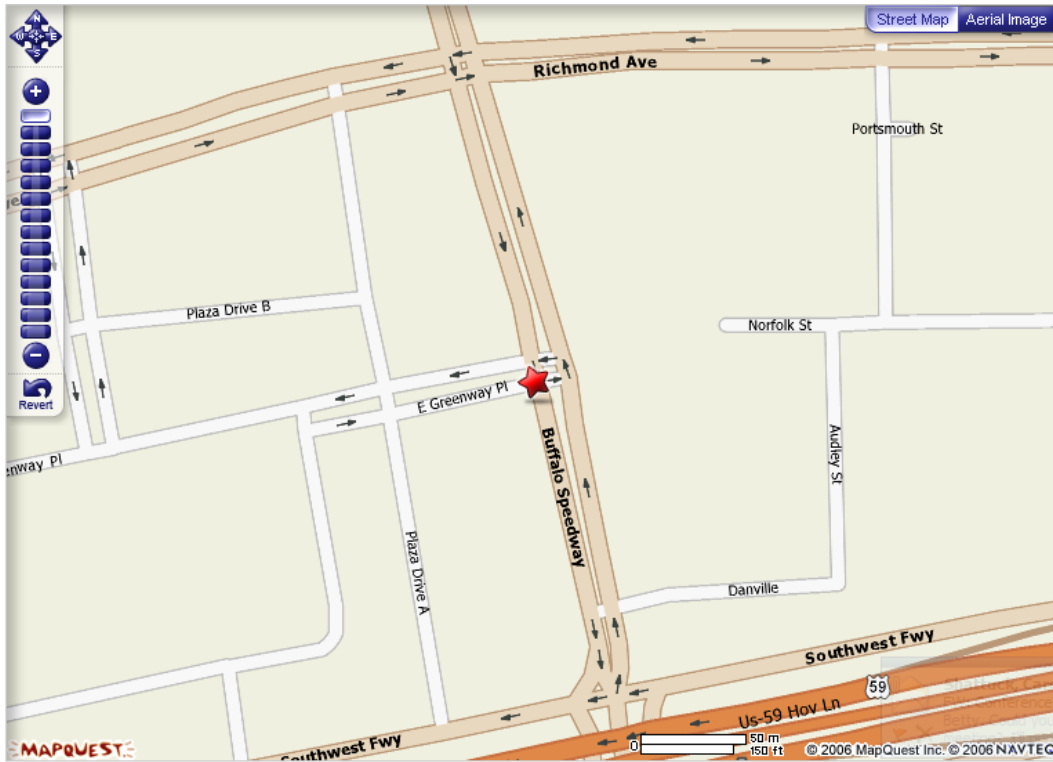 N
W E
S
Street Map Aerial Image
Richmond Ave
Portsmouth St
Plaza Drive B
Norfolk St
Revert
E Greenway Pl
enway Pl
Buffalo Speedway
Audley St
Plaza Drive A
Danville
Southwest Fwy
59
Us-59 Hov Ln
Southwest Fwy
MAPQUEST
0 50 m
150 ft
© 2006 MapQuest Inc. © 2006 NAVTEQ